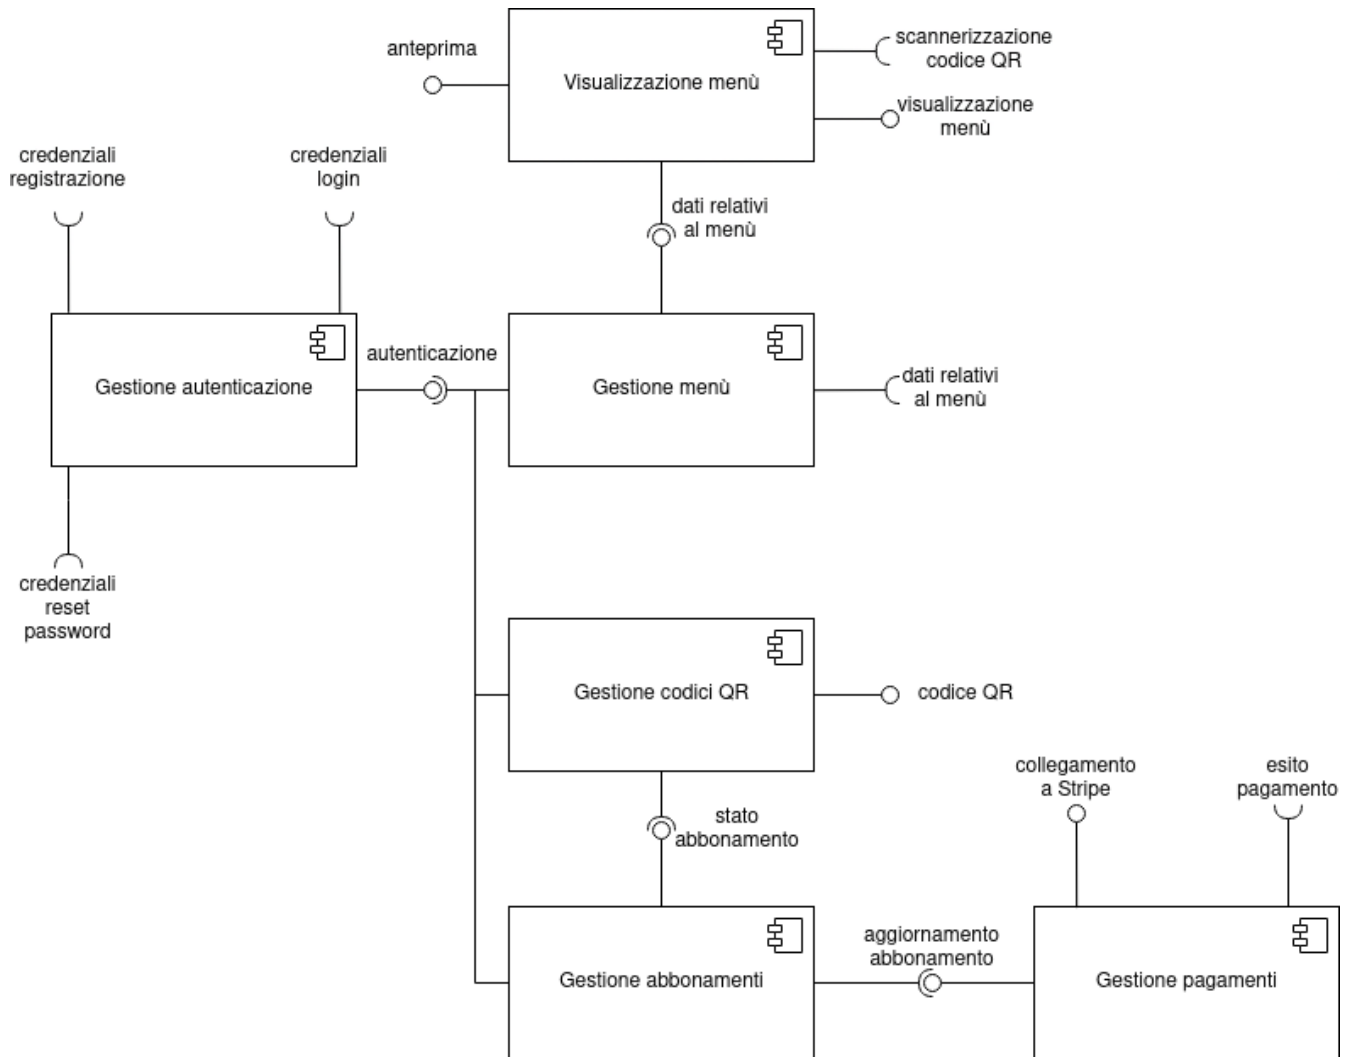 anteprima
scannerizzazione
codice QR
Visualizzazione menù
visualizzazione
menù
credenziali
registrazione
credenziali
login
dati relativi
al menù
autenticazione
Gestione autenticazione
Gestione menù
dati relativi
al menù
credenziali
reset
password
Gestione codici QR
codice QR
collegamento
a Stripe
esito
pagamento
stato
abbonamento
aggiornamento
abbonamento
Gestione abbonamenti
Gestione pagamenti